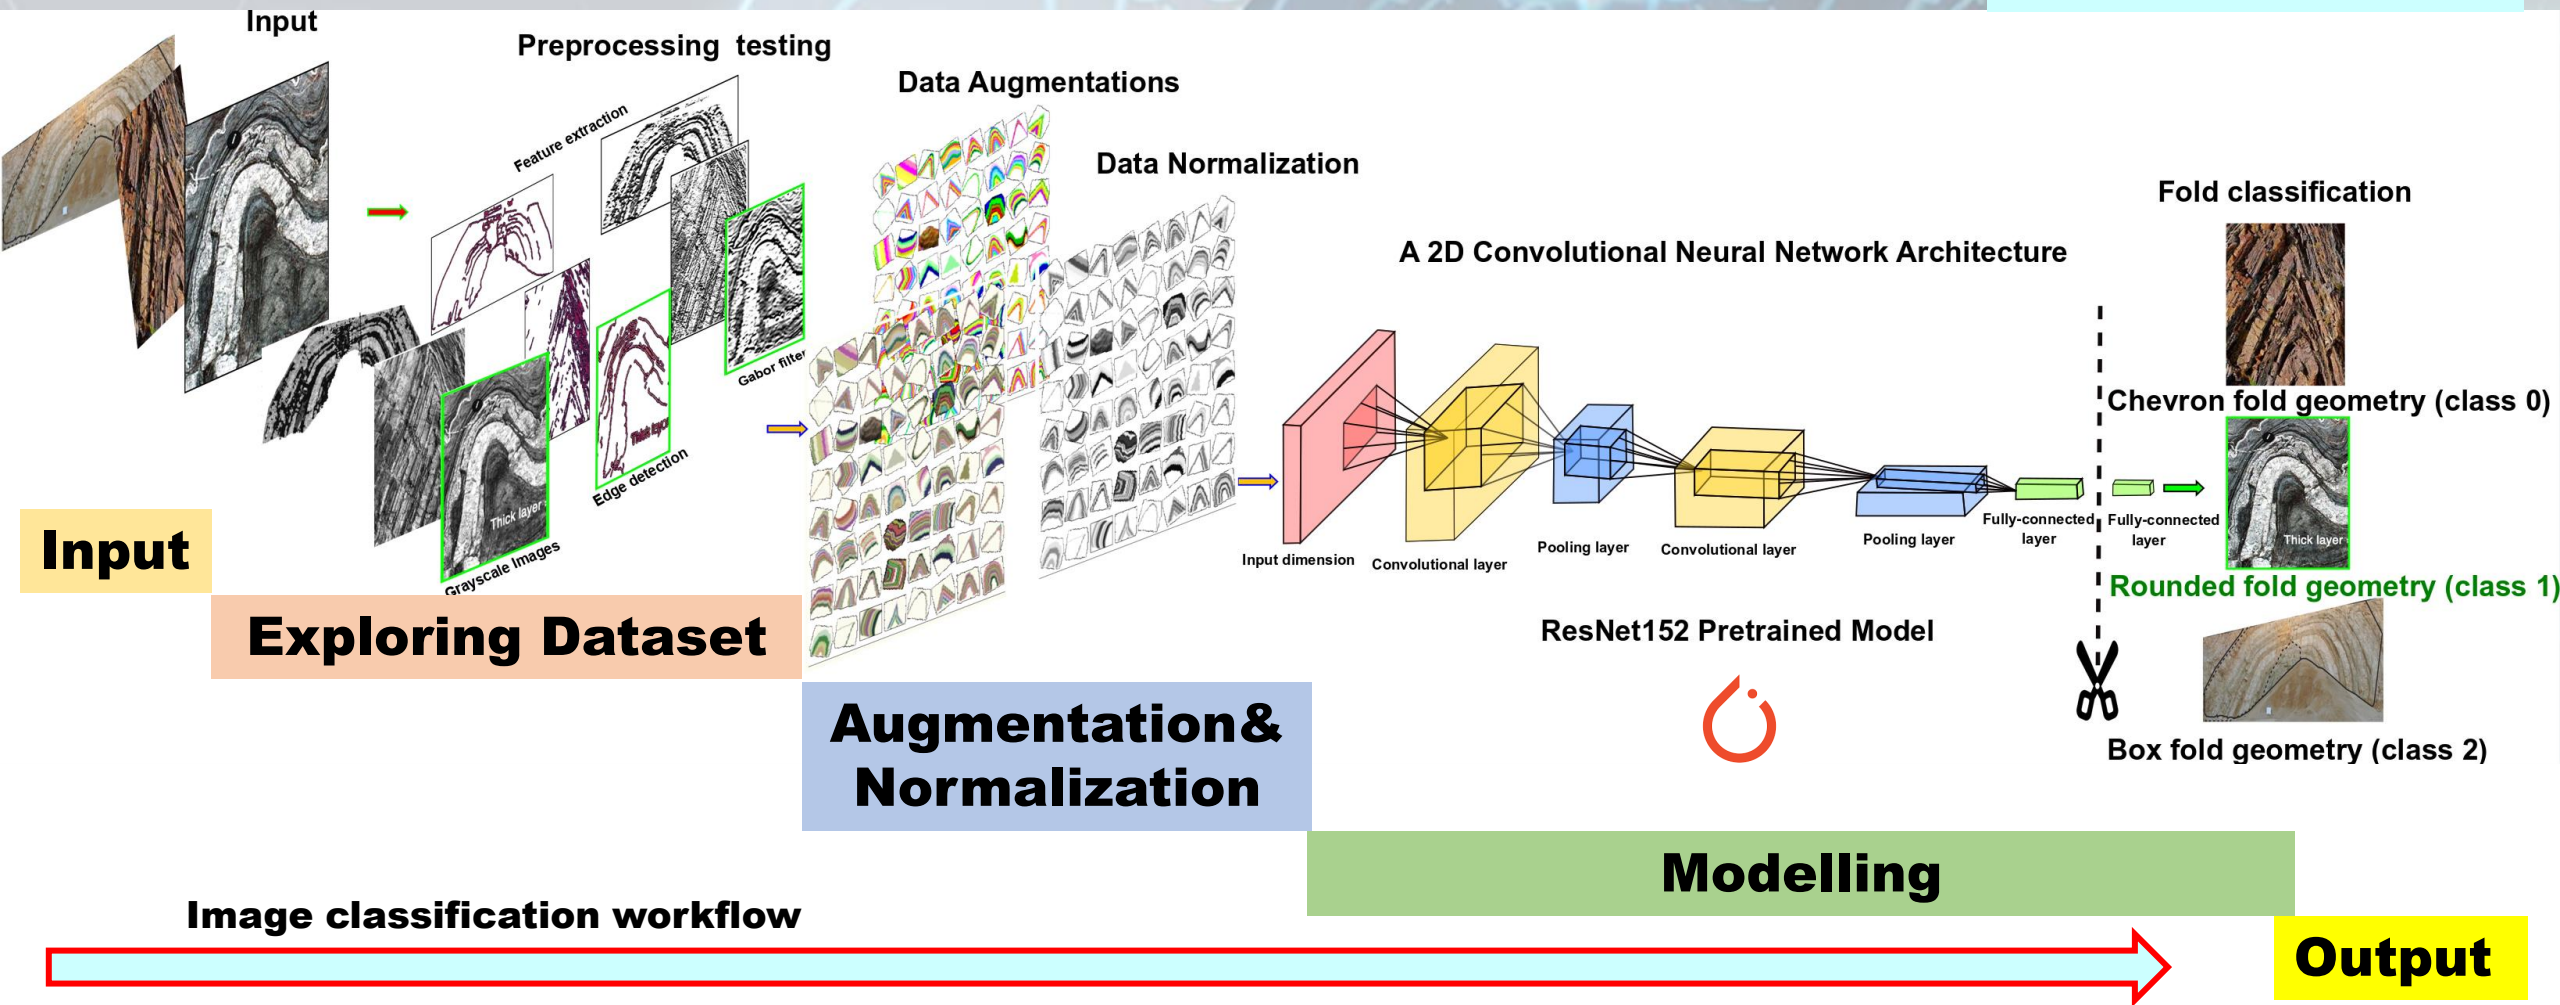 Input
Preprocessing testing
Data Augmentations
Feature extraction
Data Normalization
Fold classification
A 2D Convolutional Neural Network Architecture
Gabor filter
Chevron fold geometry (class 0)
Thick layer
Edge detection
Thick layer
Grayscale Images
Input dimension
Convolutional layer
Pooling layer
Convolutional layer
Pooling layer
Fully-connected
layer
Fully-connected
layer
Thick layer
Rounded fold geometry (class 1)
ResNet152 Pretrained Model
Box fold geometry (class 2)
Input
Exploring Dataset
Augmentation&
Normalization
Modelling
Image classification workflow
Output